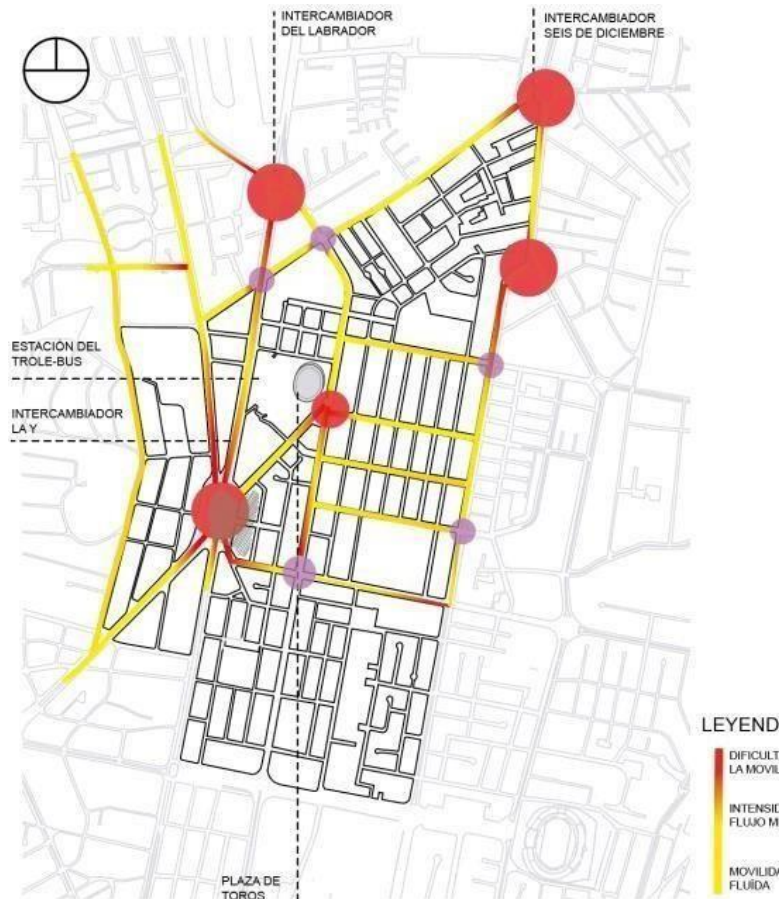 INTERCAMBIADOR
DEL LABRADOR
INTERCAMBIADOR
SEIS DE DICIEMBRE
ESTACIÓN DEL
TROLE-BUS
INTERCAMBIADOR
LA Y
PLAZA DE
TOROS
LEYEND
DIFICULT
LA MOVIL
INTENSID
FLUJO M
MOVILIDA
FLUÍDA